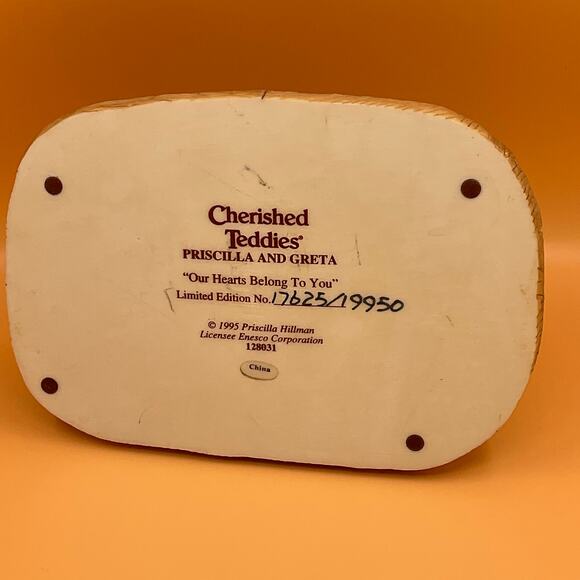 Cherished
Teddies®
PRISCILLA AND GRETA
"Our Hearts Belong To You"
Limited Edition No. 17625/19950
© 1995 Priscilla Hillman
Licensee Enesco Corporation
128031
China